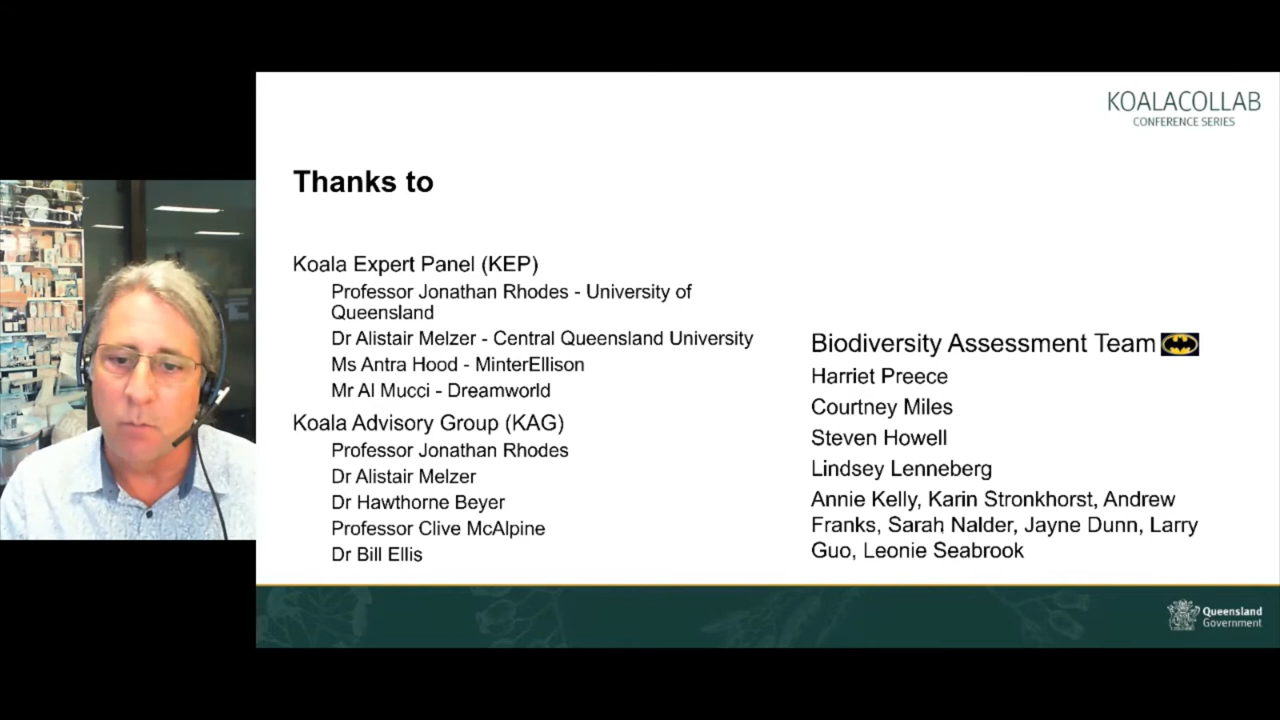 KOALACOLLAB
CONFERENCE SERIES
Thanks to
Koala Expert Panel (KEP)
Professor Jonathan Rhodes - University of
Queensland
Dr Alistair Melzer - Central Queensland University
Ms Antra Hood - MinterEllison
Mr Al Mucci - Dreamworld
Koala Advisory Group (KAG)
Professor Jonathan Rhodes
Dr Alistair Melzer
Dr Hawthorne Beyer
Professor Clive McAlpine
Dr Bill Ellis
Biodiversity Assessment Team
Harriet Preece
Courtney Miles
Steven Howell
Lindsey Lenneberg
Annie Kelly, Karin Stronkhorst, Andrew
Franks, Sarah Nalder, Jayne Dunn, Larry
Guo, Leonie Seabrook
Queensland
Government